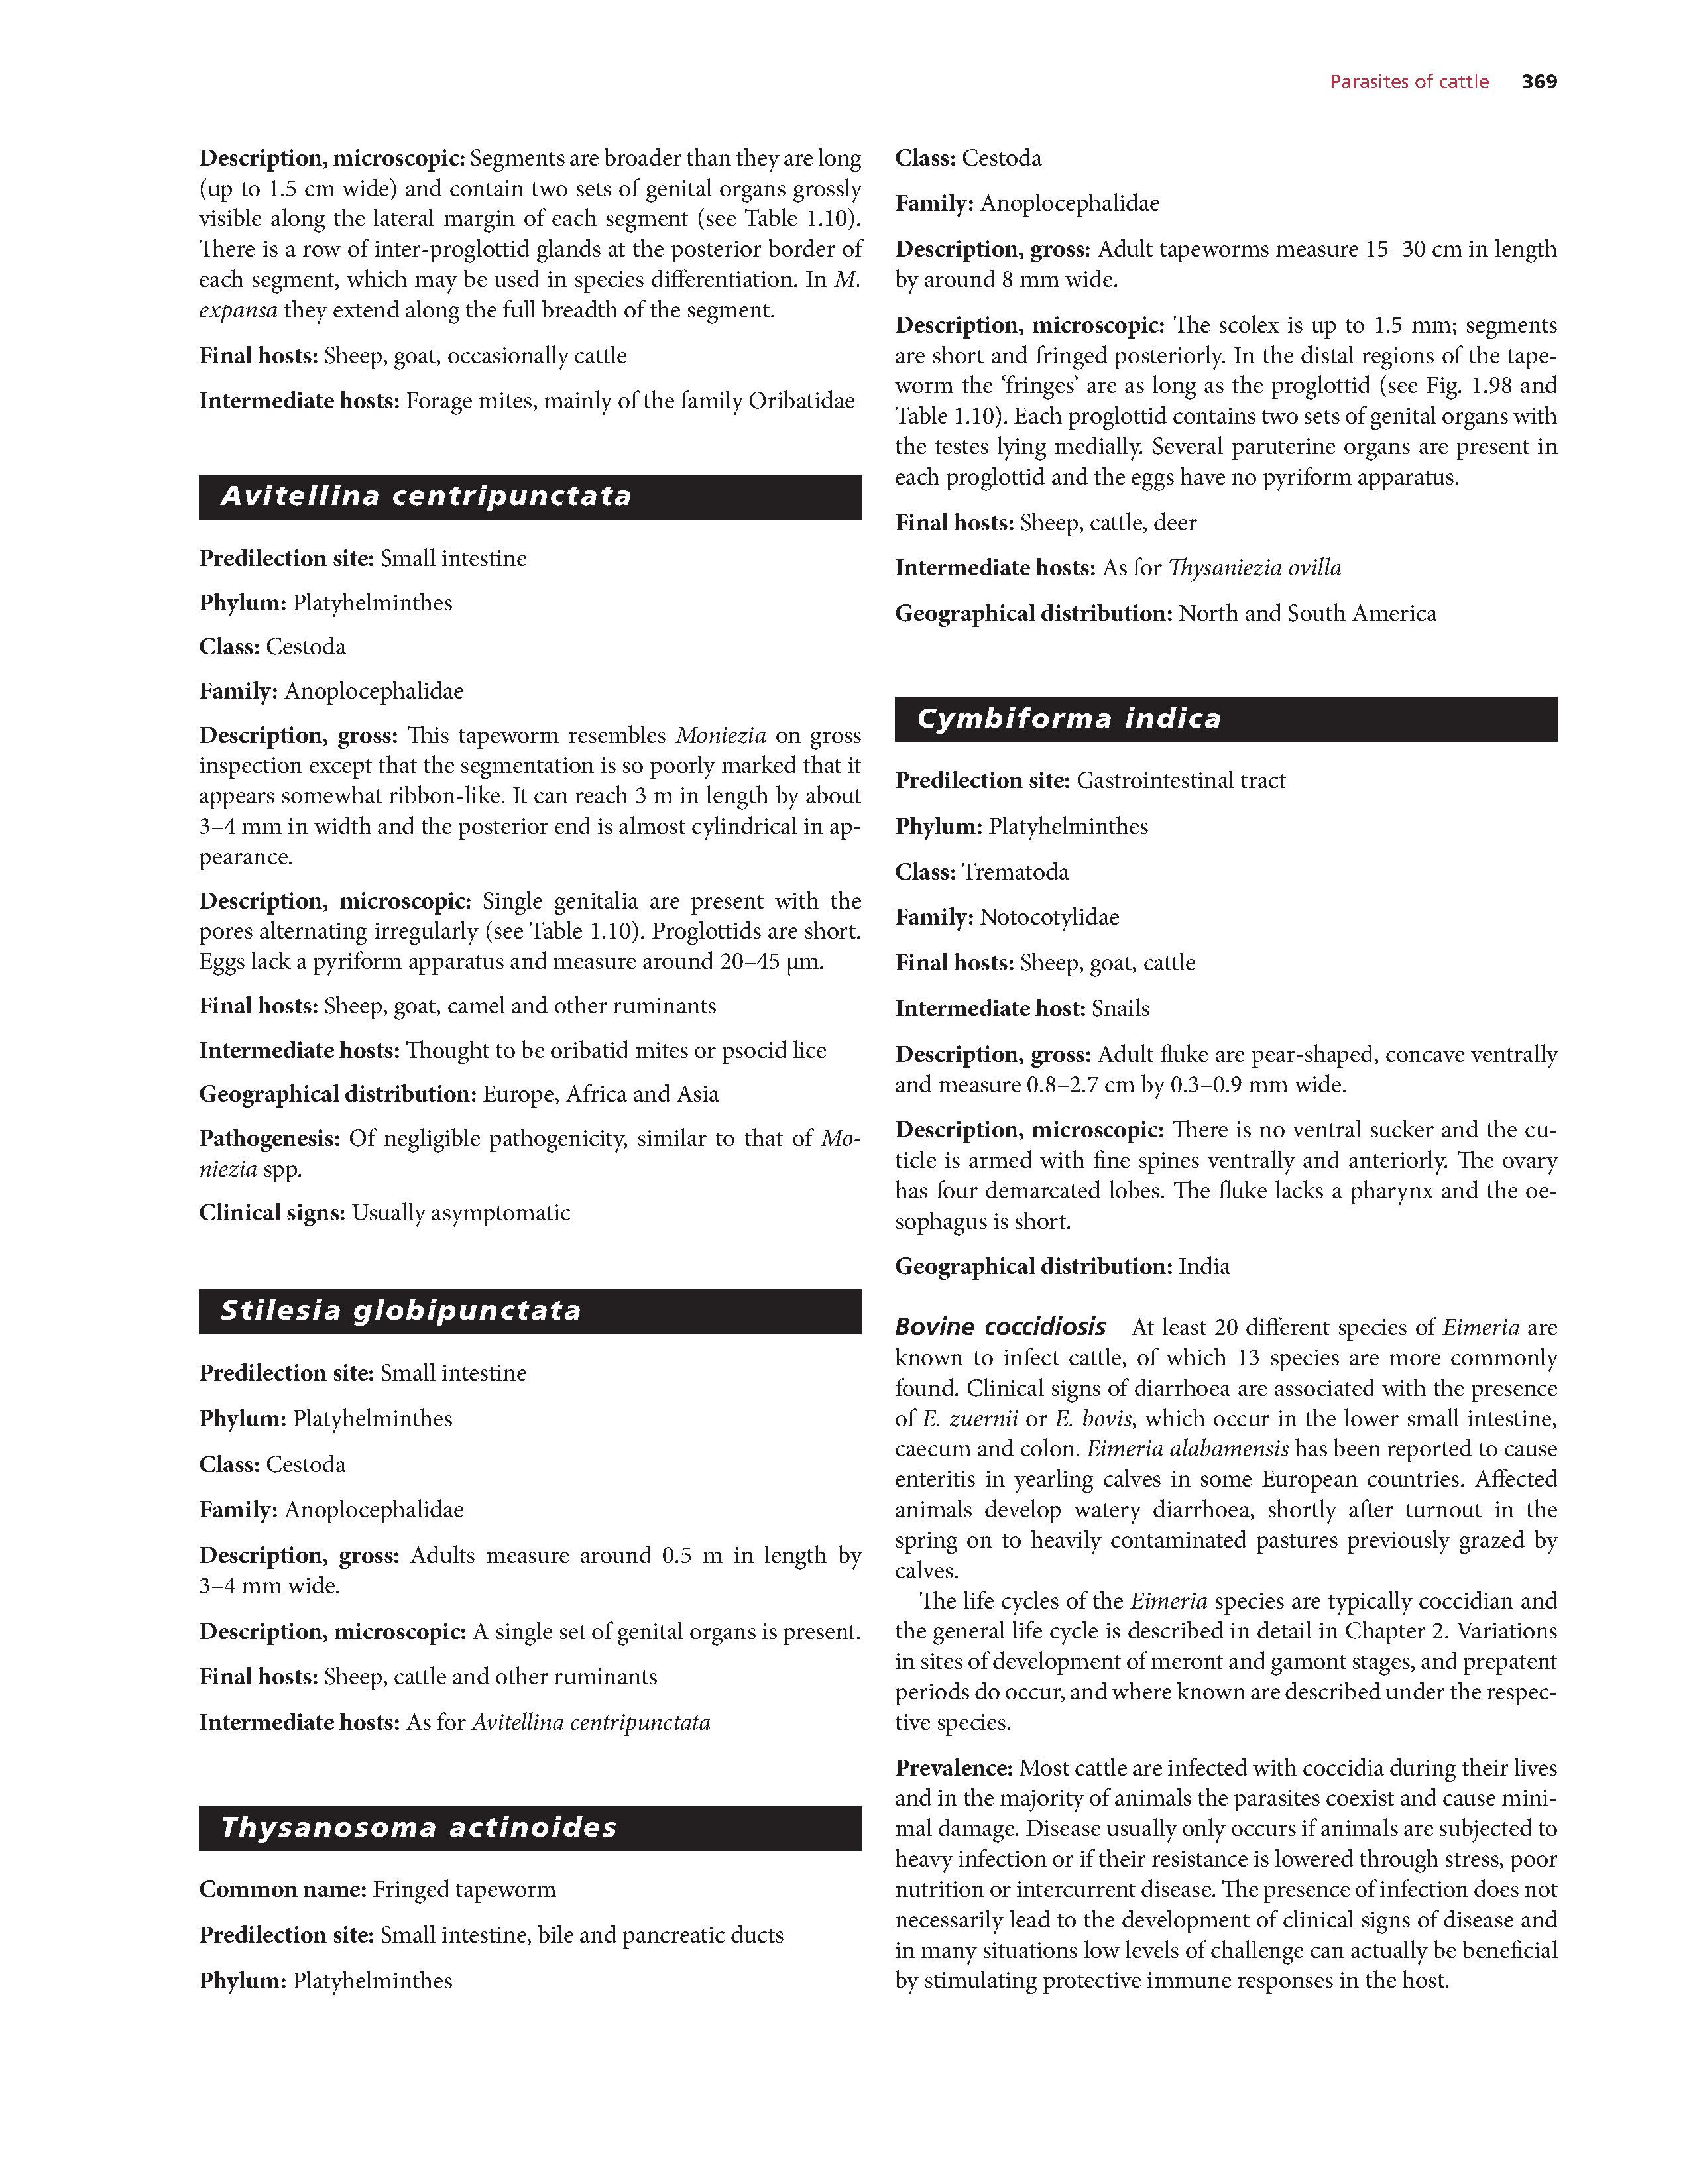 Parasites of cattle 369
Description, microscopic: Segments are broader than they are long
(up to 1.5 cm wide) and contain two sets of genital organs grossly
visible along the lateral margin of each segment (see Table 1.10).
There is a row of inter-proglottid glands at the posterior border of
each segment, which may be used in species differentiation. In M.
expansa they extend along the full breadth of the segment.
Final hosts: Sheep, goat, occasionally cattle
Intermediate hosts: Forage mites, mainly of the family Oribatidae
Avitellina centripunctata
Predilection site: Small intestine
Phylum: Platyhelminthes
Class: Cestoda
Family: Anoplocephalidae
Description, gross: This tapeworm resembles Moniezia on gross
inspection except that the segmentation is so poorly marked that it
appears somewhat ribbon-like. It can reach 3 m in length by about
3–4 mm in width and the posterior end is almost cylindrical in ap-
pearance.
Description, microscopic: Single genitalia are present with the
pores alternating irregularly (see Table 1.10). Proglottids are short.
Eggs lack a pyriform apparatus and measure around 20–45 μm.
Final hosts: Sheep, goat, camel and other ruminants
Intermediate hosts: Thought to be oribatid mites or psocid lice
Geographical distribution: Europe, Africa and Asia
Pathogenesis: Of negligible pathogenicity, similar to that of Mo-
niezia spp.
Clinical signs: Usually asymptomatic
Stilesia globipunctata
Predilection site: Small intestine
Phylum: Platyhelminthes
Class: Cestoda
Family: Anoplocephalidae
Description, gross: Adults measure around 0.5 m in length by
3–4 mm wide.
Description, microscopic: A single set of genital organs is present.
Final hosts: Sheep, cattle and other ruminants
Intermediate hosts: As for Avitellina centripunctata
Thysanosoma actinoides
Common name: Fringed tapeworm
Predilection site: Small intestine, bile and pancreatic ducts
Phylum: Platyhelminthes
Class: Cestoda
Family: Anoplocephalidae
Description, gross: Adult tapeworms measure 15–30 cm in length
by around 8 mm wide.
Description, microscopic: The scolex is up to 1.5 mm; segments
are short and fringed posteriorly. In the distal regions of the tape-
worm the ‘fringes’ are as long as the proglottid (see Fig. 1.98 and
Table 1.10). Each proglottid contains two sets of genital organs with
the testes lying medially. Several paruterine organs are present in
each proglottid and the eggs have no pyriform apparatus.
Final hosts: Sheep, cattle, deer
Intermediate hosts: As for Thysaniezia ovilla
Geographical distribution: North and South America
Cymbiforma indica
Predilection site: Gastrointestinal tract
Phylum: Platyhelminthes
Class: Trematoda
Family: Notocotylidae
Final hosts: Sheep, goat, cattle
Intermediate host: Snails
Description, gross: Adult fluke are pear-shaped, concave ventrally
and measure 0.8–2.7 cm by 0.3–0.9 mm wide.
Description, microscopic: There is no ventral sucker and the cu-
ticle is armed with fine spines ventrally and anteriorly. The ovary
has four demarcated lobes. The fluke lacks a pharynx and the oe-
sophagus is short.
Geographical distribution: India
Bovine coccidiosis At least 20 different species of Eimeria are
known to infect cattle, of which 13 species are more commonly
found. Clinical signs of diarrhoea are associated with the presence
of E. zuernii or E. bovis, which occur in the lower small intestine,
caecum and colon. Eimeria alabamensis has been reported to cause
enteritis in yearling calves in some European countries. Affected
animals develop watery diarrhoea, shortly after turnout in the
spring on to heavily contaminated pastures previously grazed by
calves.
The life cycles of the Eimeria species are typically coccidian and
the general life cycle is described in detail in Chapter 2. Variations
in sites of development of meront and gamont stages, and prepatent
periods do occur, and where known are described under the respec-
tive species.
Prevalence: Most cattle are infected with coccidia during their lives
and in the majority of animals the parasites coexist and cause mini-
mal damage. Disease usually only occurs if animals are subjected to
heavy infection or if their resistance is lowered through stress, poor
nutrition or intercurrent disease. The presence of infection does not
necessarily lead to the development of clinical signs of disease and
in many situations low levels of challenge can actually be beneficial
by stimulating protective immune responses in the host.